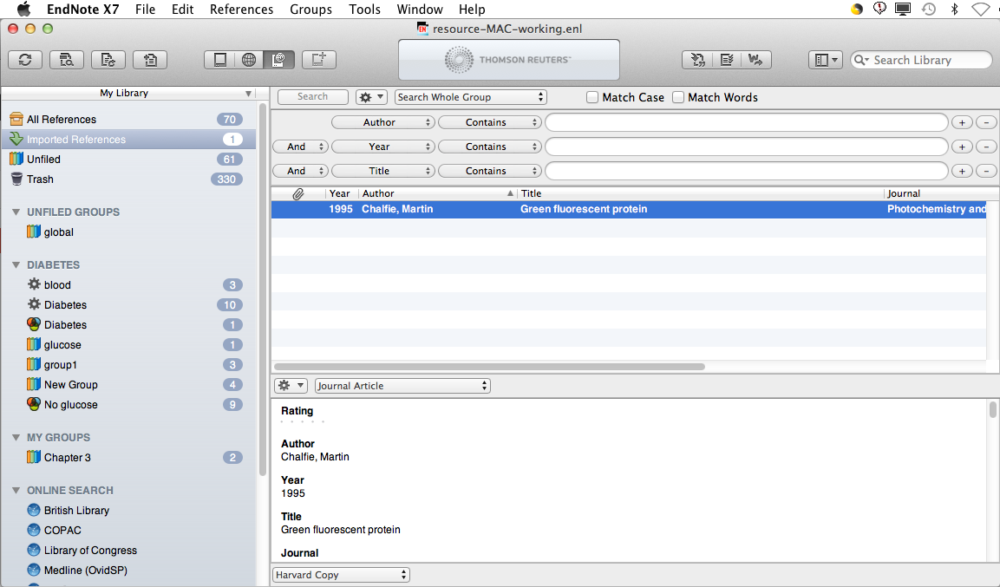 EndNote X7 File Edit References Groups Tools Window Help
resource-MAC-working.enl
THOMSON REUTERS™
Search Library
My Library
Search
Search Whole Group
Match Case
Match Words
All References 70
Imported References 1
Unfiled 61
Trash 330
UNFILED GROUPS
global
DIABETES
blood 3
Diabetes 10
Diabetes 1
glucose 1
group1 3
New Group 4
No glucose 9
MY GROUPS
Chapter 3 2
ONLINE SEARCH
British Library
COPAC
Library of Congress
Medline (OvidSP)
Author Contains + -
And Year Contains + -
And Title Contains + -
Year Author Title Journal
1995 Chalfie, Martin Green fluorescent protein Photochemistry and
Journal Article
Rating
Author
Chalfie, Martin
Year
1995
Title
Green fluorescent protein
Journal
Harvard Copy